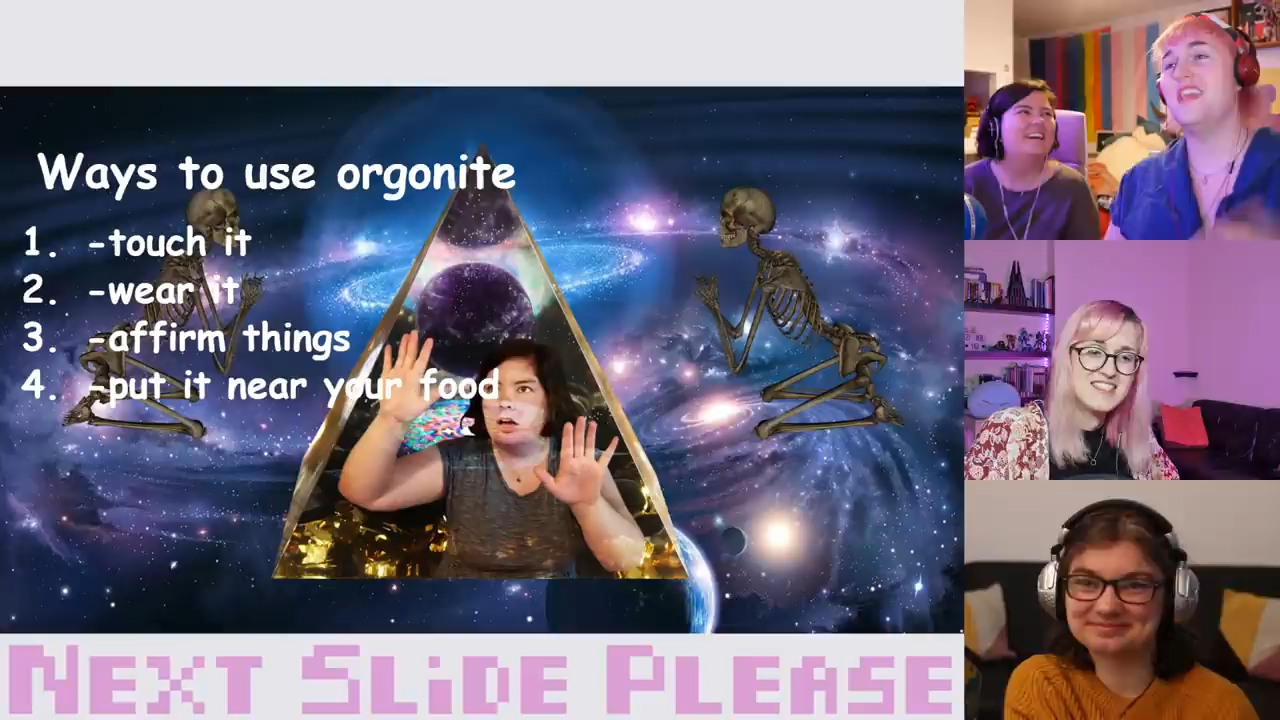 Ways to use orgonite
1. -touch it
2. -wear it
3. -affirm things
4. -put it near your food
NEXT SLIDE PLEASE